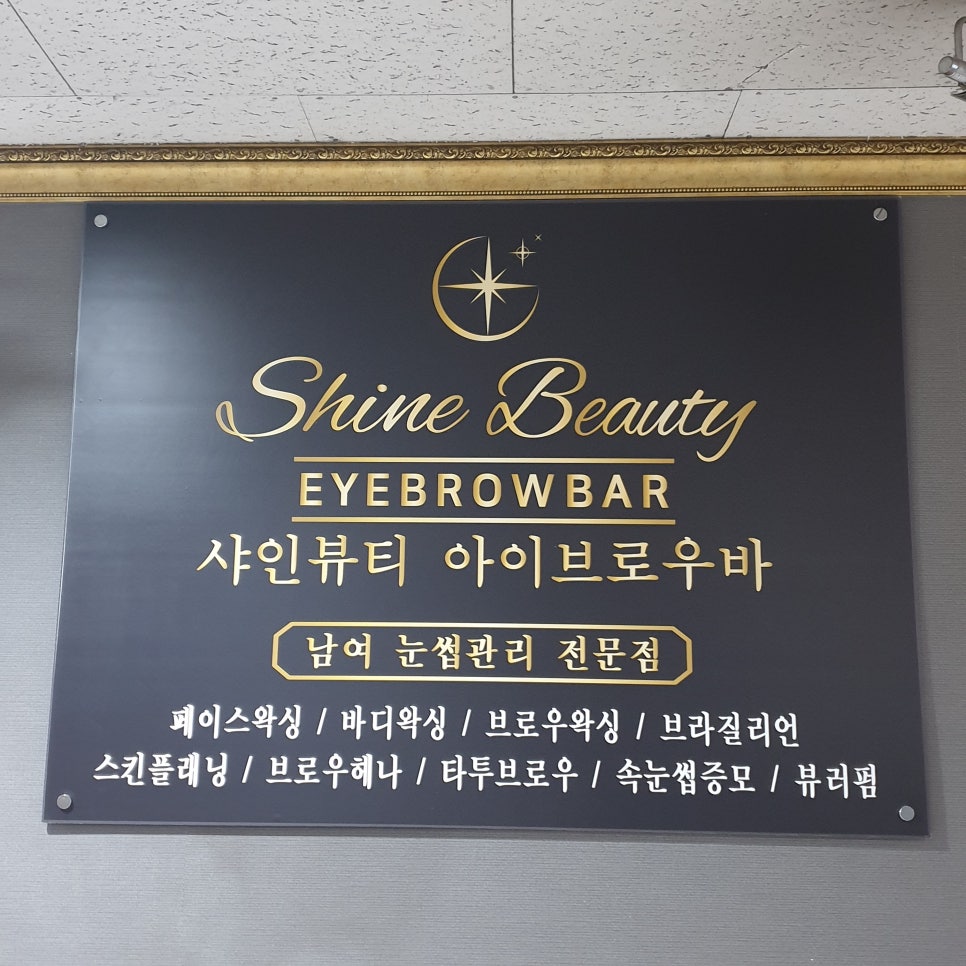 Shine Beauty
EYEBROWBAR
샤인뷰티 아이브로우바
남여 눈썹관리 전문점
페이스왁싱 / 바디왁싱 / 브로우왁싱 / 브라질리언
스킨플래닝 / 브로우헤나 / 타투브로우 / 속눈썹증모 / 뷰러펌